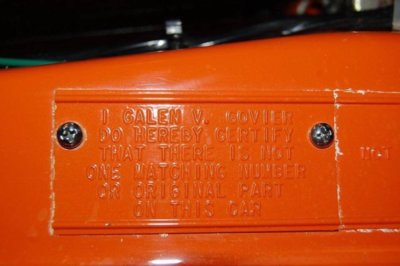 I GALEN V. GOVIER
DO HEREBY CERTIFY
THAT THERE IS NOT
ONE MATCHING NUMBER
OR ORIGINAL PART
ON THIS CAR